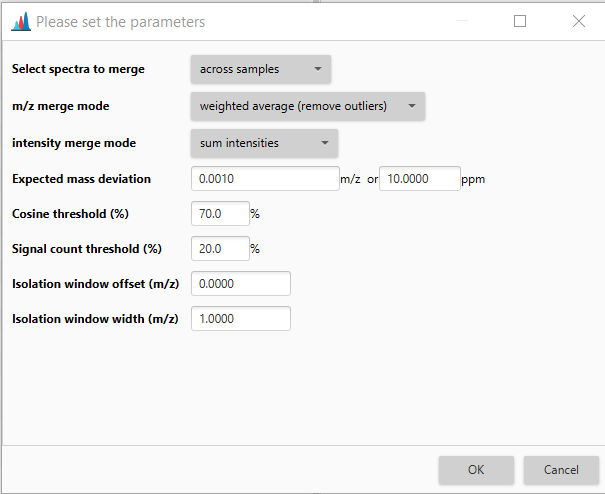 Please set the parameters
Select spectra to merge across samples
m/z merge mode weighted average (remove outliers)
intensity merge mode sum intensities
Expected mass deviation 0.0010 m/z or 10.0000 ppm
Cosine threshold (%) 70.0 %
Signal count threshold (%) 20.0 %
Isolation window offset (m/z) 0.0000
Isolation window width (m/z) 1.0000
OK Cancel